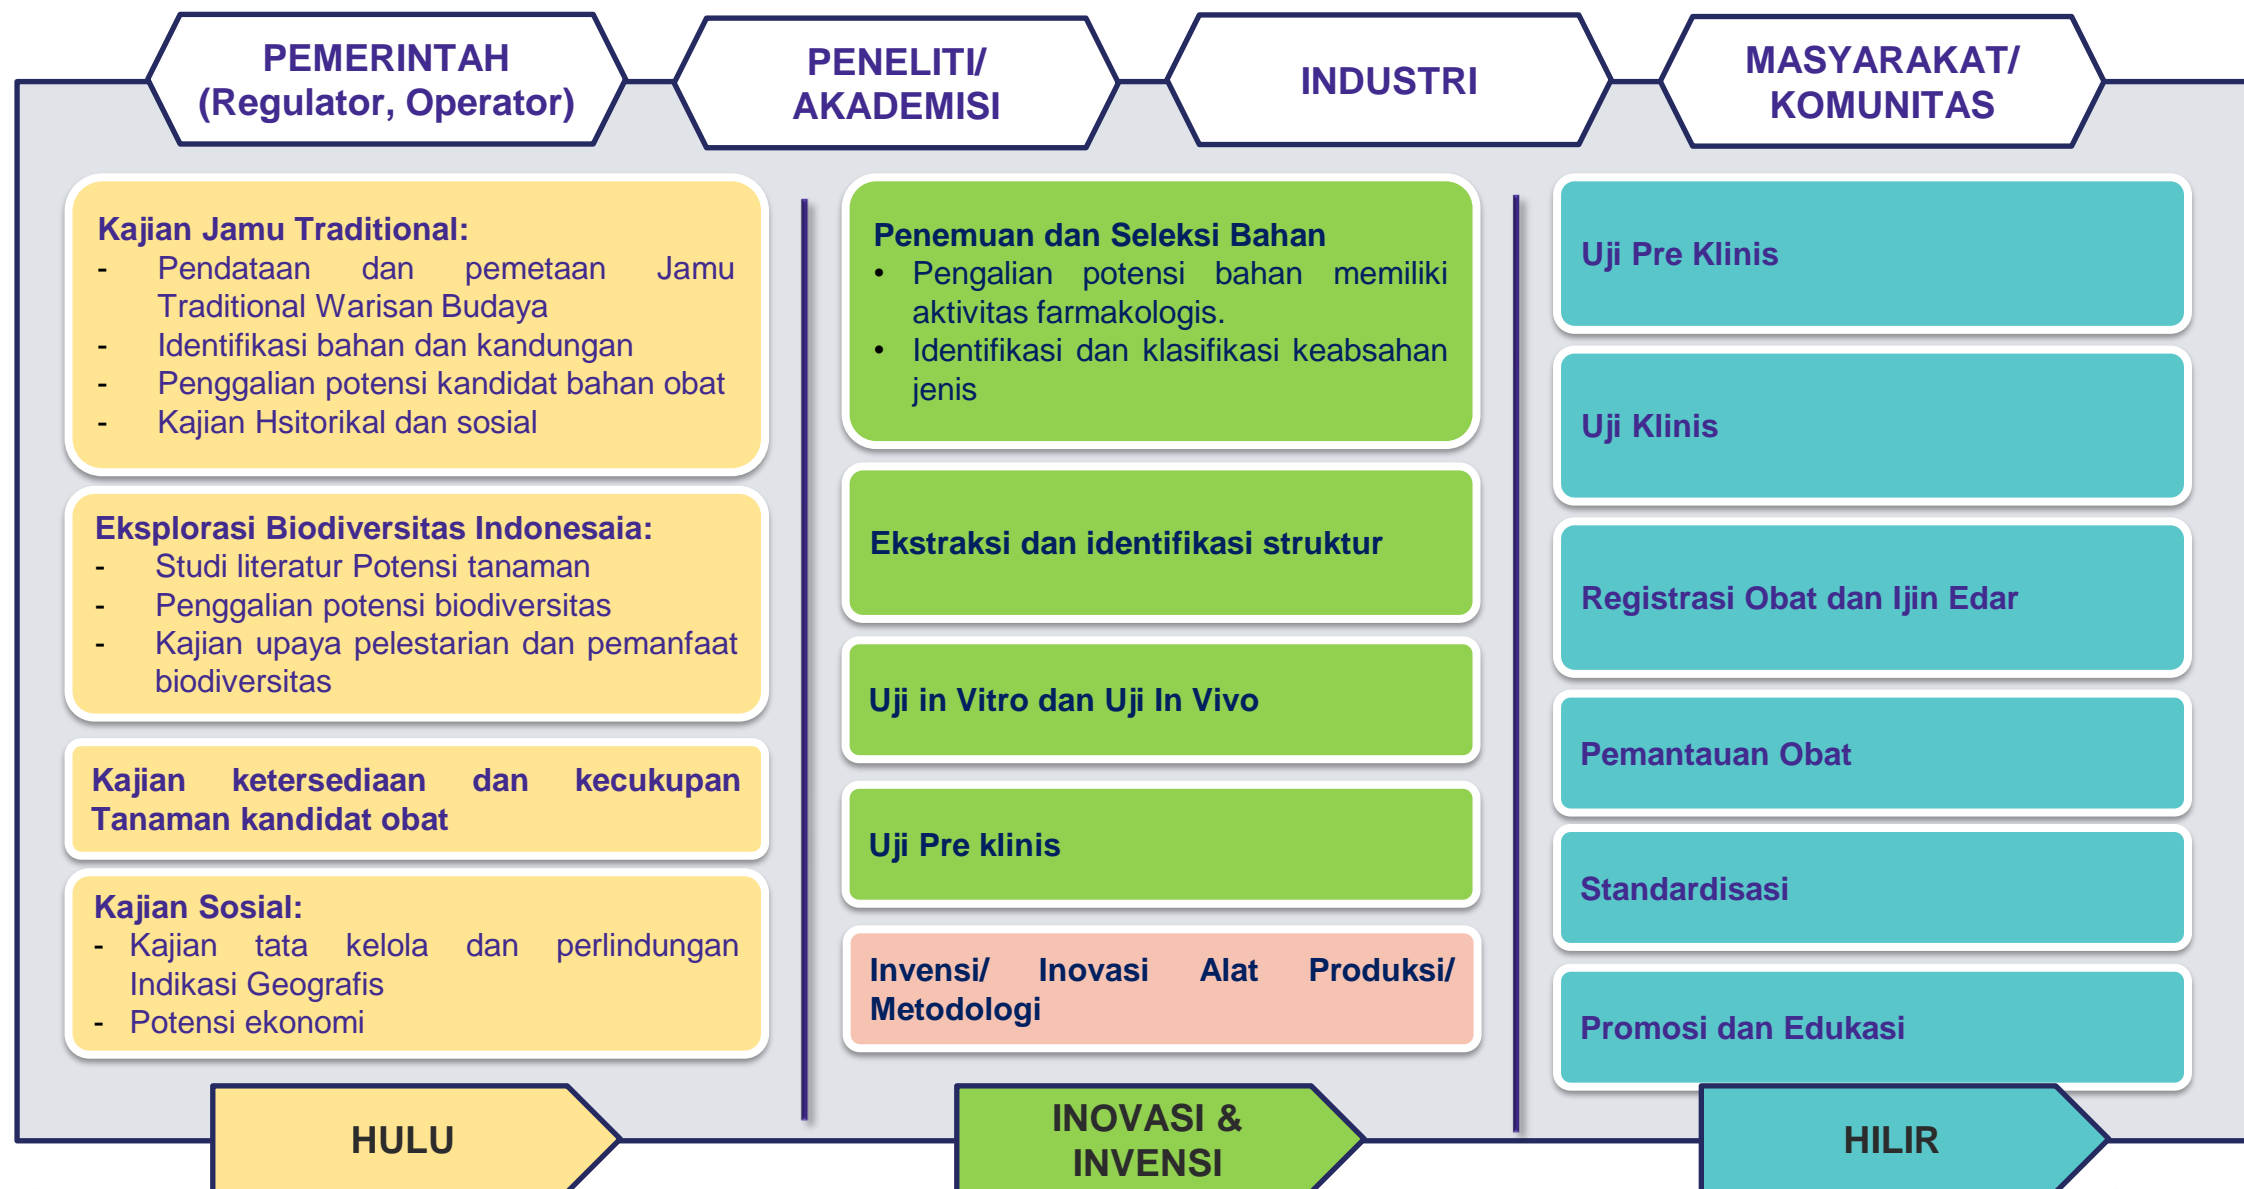 PEMERINTAH
(Regulator, Operator)
PENELITI/
AKADEMISI
INDUSTRI
MASYARAKAT/
KOMUNITAS
Kajian Jamu Traditional:
- Pendataan dan pemetaan Jamu
Traditional Warisan Budaya
- Identifikasi bahan dan kandungan
- Penggalian potensi kandidat bahan obat
- Kajian Hsitorikal dan sosial
Eksplorasi Biodiversitas Indonesaia:
- Studi literatur Potensi tanaman
- Penggalian potensi biodiversitas
- Kajian upaya pelestarian dan pemanfaat
biodiversitas
Kajian ketersediaan dan kecukupan
Tanaman kandidat obat
Kajian Sosial:
- Kajian tata kelola dan perlindungan
Indikasi Geografis
- Potensi ekonomi
HULU
Penemuan dan Seleksi Bahan
• Pengalian potensi bahan memiliki
aktivitas farmakologis.
• Identifikasi dan klasifikasi keabsahan
jenis
Ekstraksi dan identifikasi struktur
Uji in Vitro dan Uji In Vivo
Uji Pre klinis
Invensi/ Inovasi Alat Produksi/
Metodologi
INOVASI &
INVENSI
Uji Pre Klinis
Uji Klinis
Registrasi Obat dan Ijin Edar
Pemantauan Obat
Standardisasi
Promosi dan Edukasi
HILIR